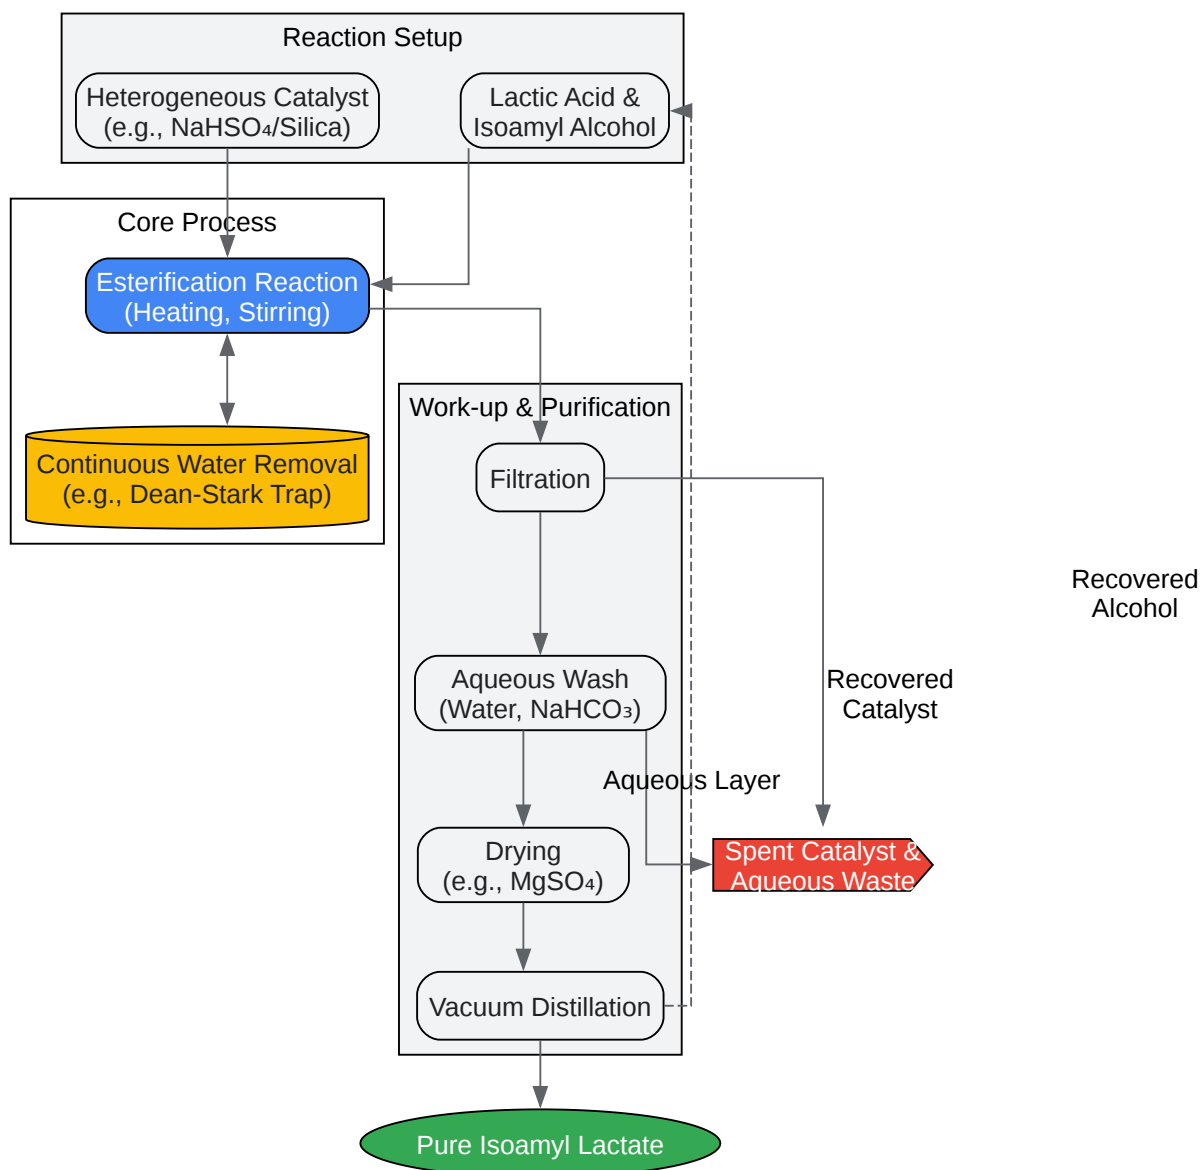 Reaction Setup
Heterogeneous Catalyst
(e.g., NaHSO₄/Silica)
Lactic Acid &
Isoamyl Alcohol
Core Process
Esterification Reaction
(Heating, Stirring)
Continuous Water Removal
(e.g., Dean-Stark Trap)
Work-up & Purification
Filtration
Recovered
Alcohol
Aqueous Wash
(Water, NaHCO₃)
Recovered
Catalyst
Aqueous Layer
Drying
(e.g., MgSO₄)
Spent Catalyst &
Aqueous Waste
Vacuum Distillation
Pure Isoamyl Lactate